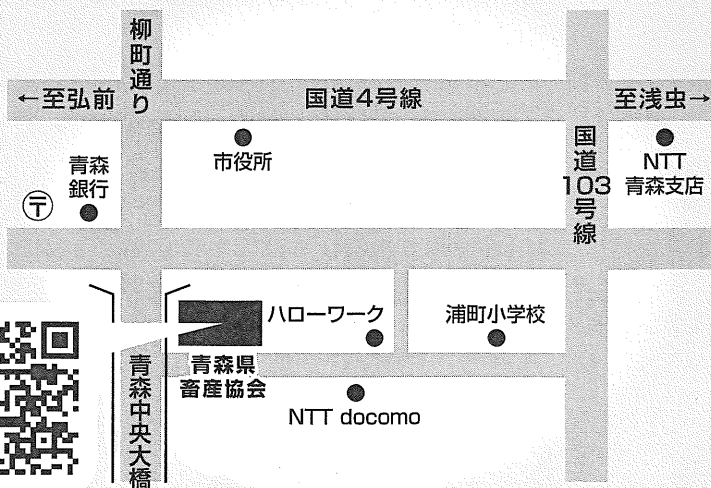 柳町通り
←至弘前
国道4号線
至浅虫→
市役所
国道103号線
NTT
青森支店
青森
銀行
〒
ハローワーク
浦町小学校
青森県
畜産協会
青森中央大橋
NTT docomo